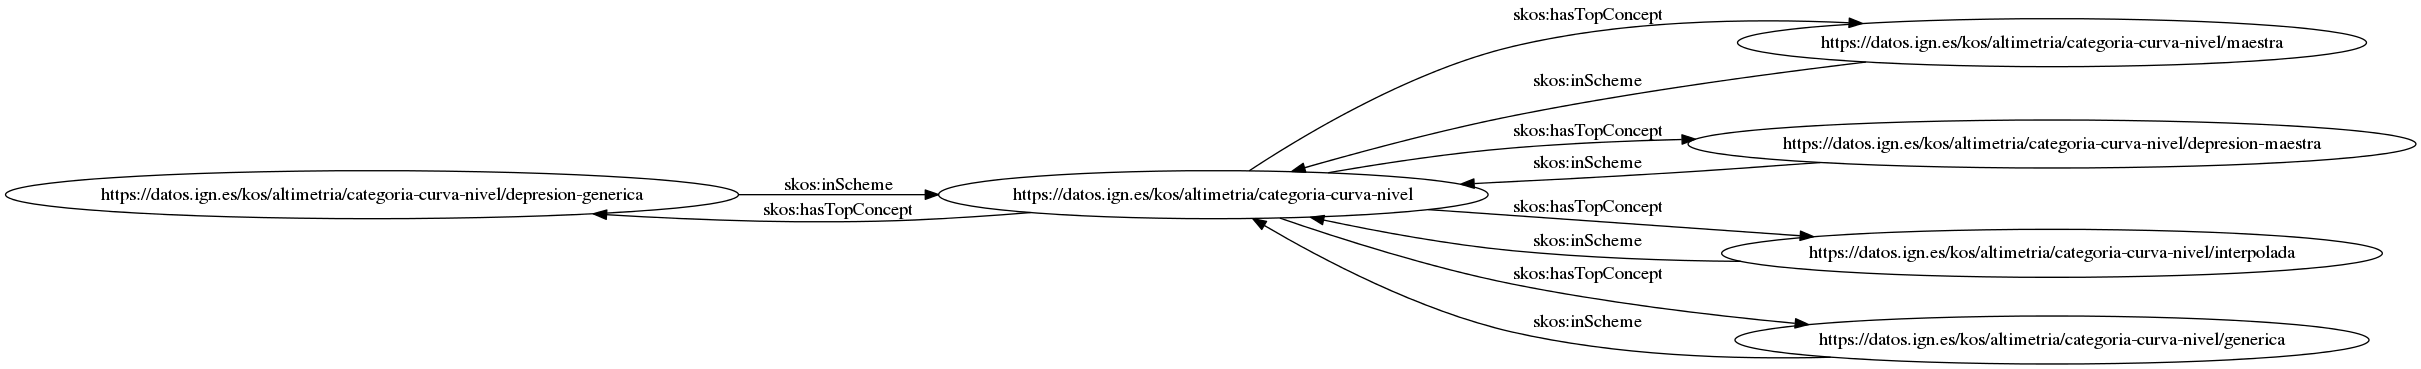 skos:hasTopConcept
https://datos.ign.es/kos/altimetria/categoria-curva-nivel/maestra
skos:inScheme
skos:hasTopConcept
https://datos.ign.es/kos/altimetria/categoria-curva-nivel/depresion-maestra
skos:inScheme
https://datos.ign.es/kos/altimetria/categoria-curva-nivel/depresion-generica
skos:inScheme
skos:hasTopConcept
https://datos.ign.es/kos/altimetria/categoria-curva-nivel
skos:hasTopConcept
skos:inScheme
https://datos.ign.es/kos/altimetria/categoria-curva-nivel/interpolada
skos:hasTopConcept
skos:inScheme
https://datos.ign.es/kos/altimetria/categoria-curva-nivel/generica